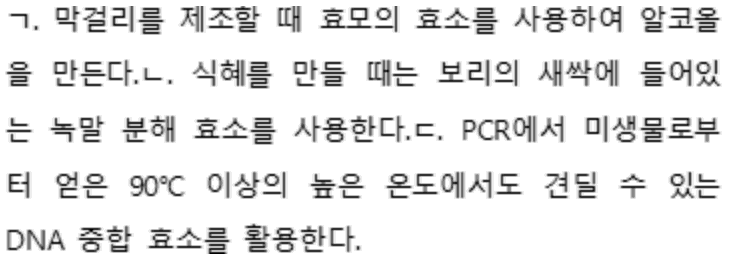 ㄱ. 막걸리를 제조할 때 효모의 효소를 사용하여 알코올
을 만든다.ㄴ. 식혜를 만들 때는 보리의 새싹에 들어있
는 녹말 분해 효소를 사용한다.ㄷ. PCR에서 미생물로부
터 얻은 90℃ 이상의 높은 온도에서도 견딜 수 있는
DNA 중합 효소를 활용한다.